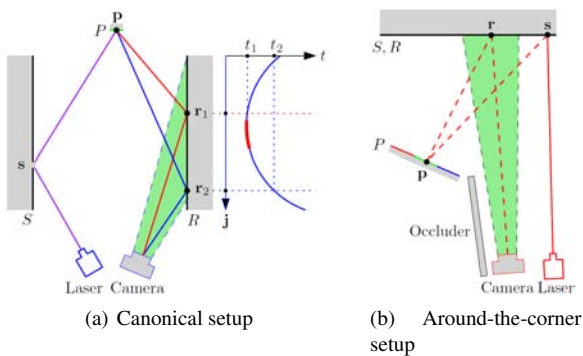 P
p
t₁
t₂
t
s
S
r₁
r₂
R
j
Laser
Camera
(a) Canonical setup
r
s
S, R
P
p
Occluder
Camera
Laser
(b) Around-the-corner
setup